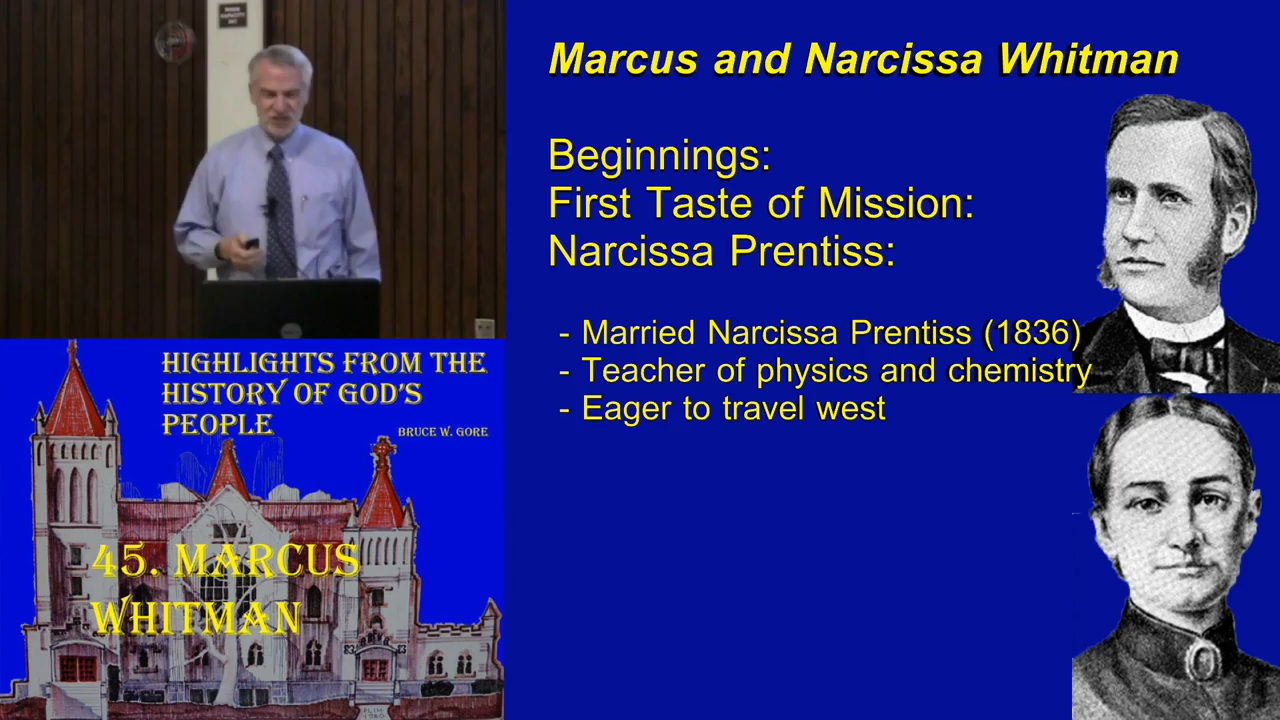 Marcus and Narcissa Whitman
Beginnings:
First Taste of Mission:
Narcissa Prentiss:
- Married Narcissa Prentiss (1836)
- Teacher of physics and chemistry
- Eager to travel west
HIGHLIGHTS FROM THE
HISTORY OF GOD'S
PEOPLE
BRUCE W. GORE
45. MARCUS
WHITMAN